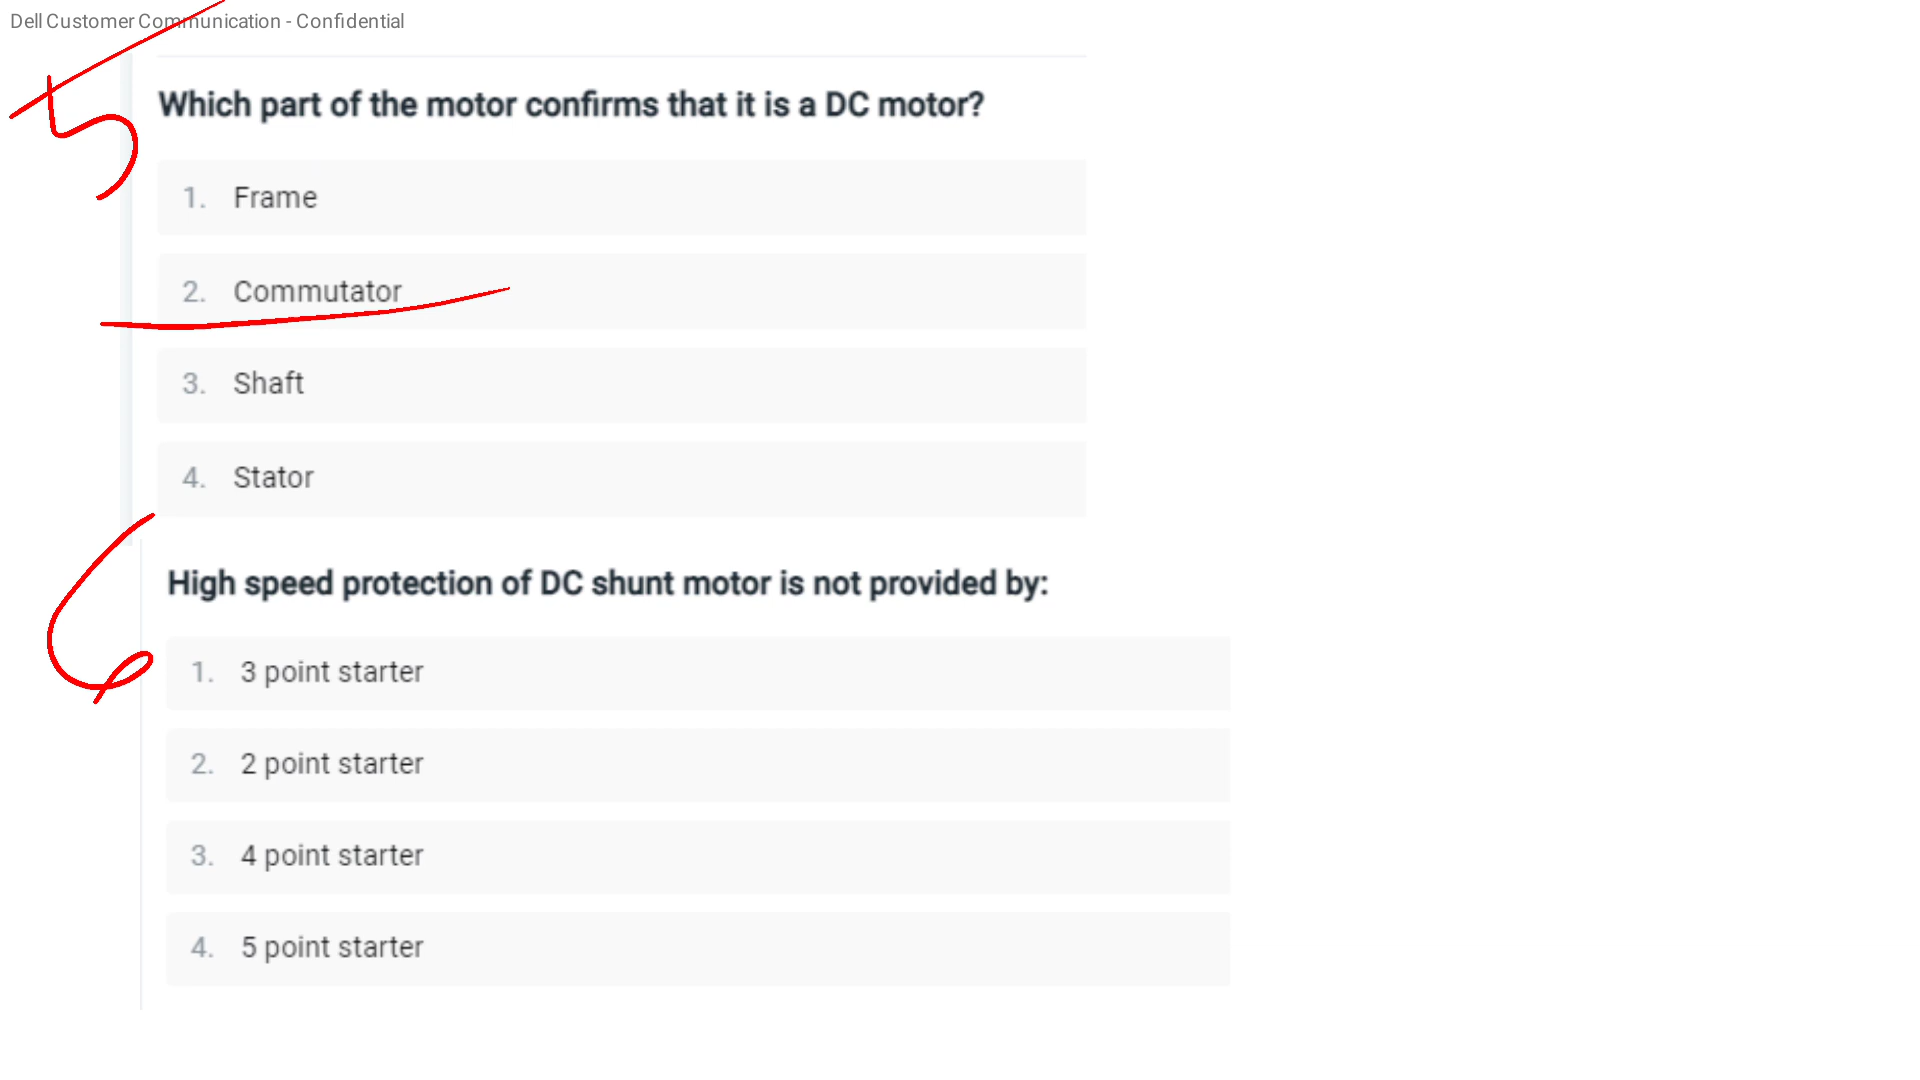 Dell Customer Communication - Confidential
5
Which part of the motor confirms that it is a DC motor?
1. Frame
2. Commutator
3. Shaft
4. Stator
6
High speed protection of DC shunt motor is not provided by:
1. 3 point starter
2. 2 point starter
3. 4 point starter
4. 5 point starter